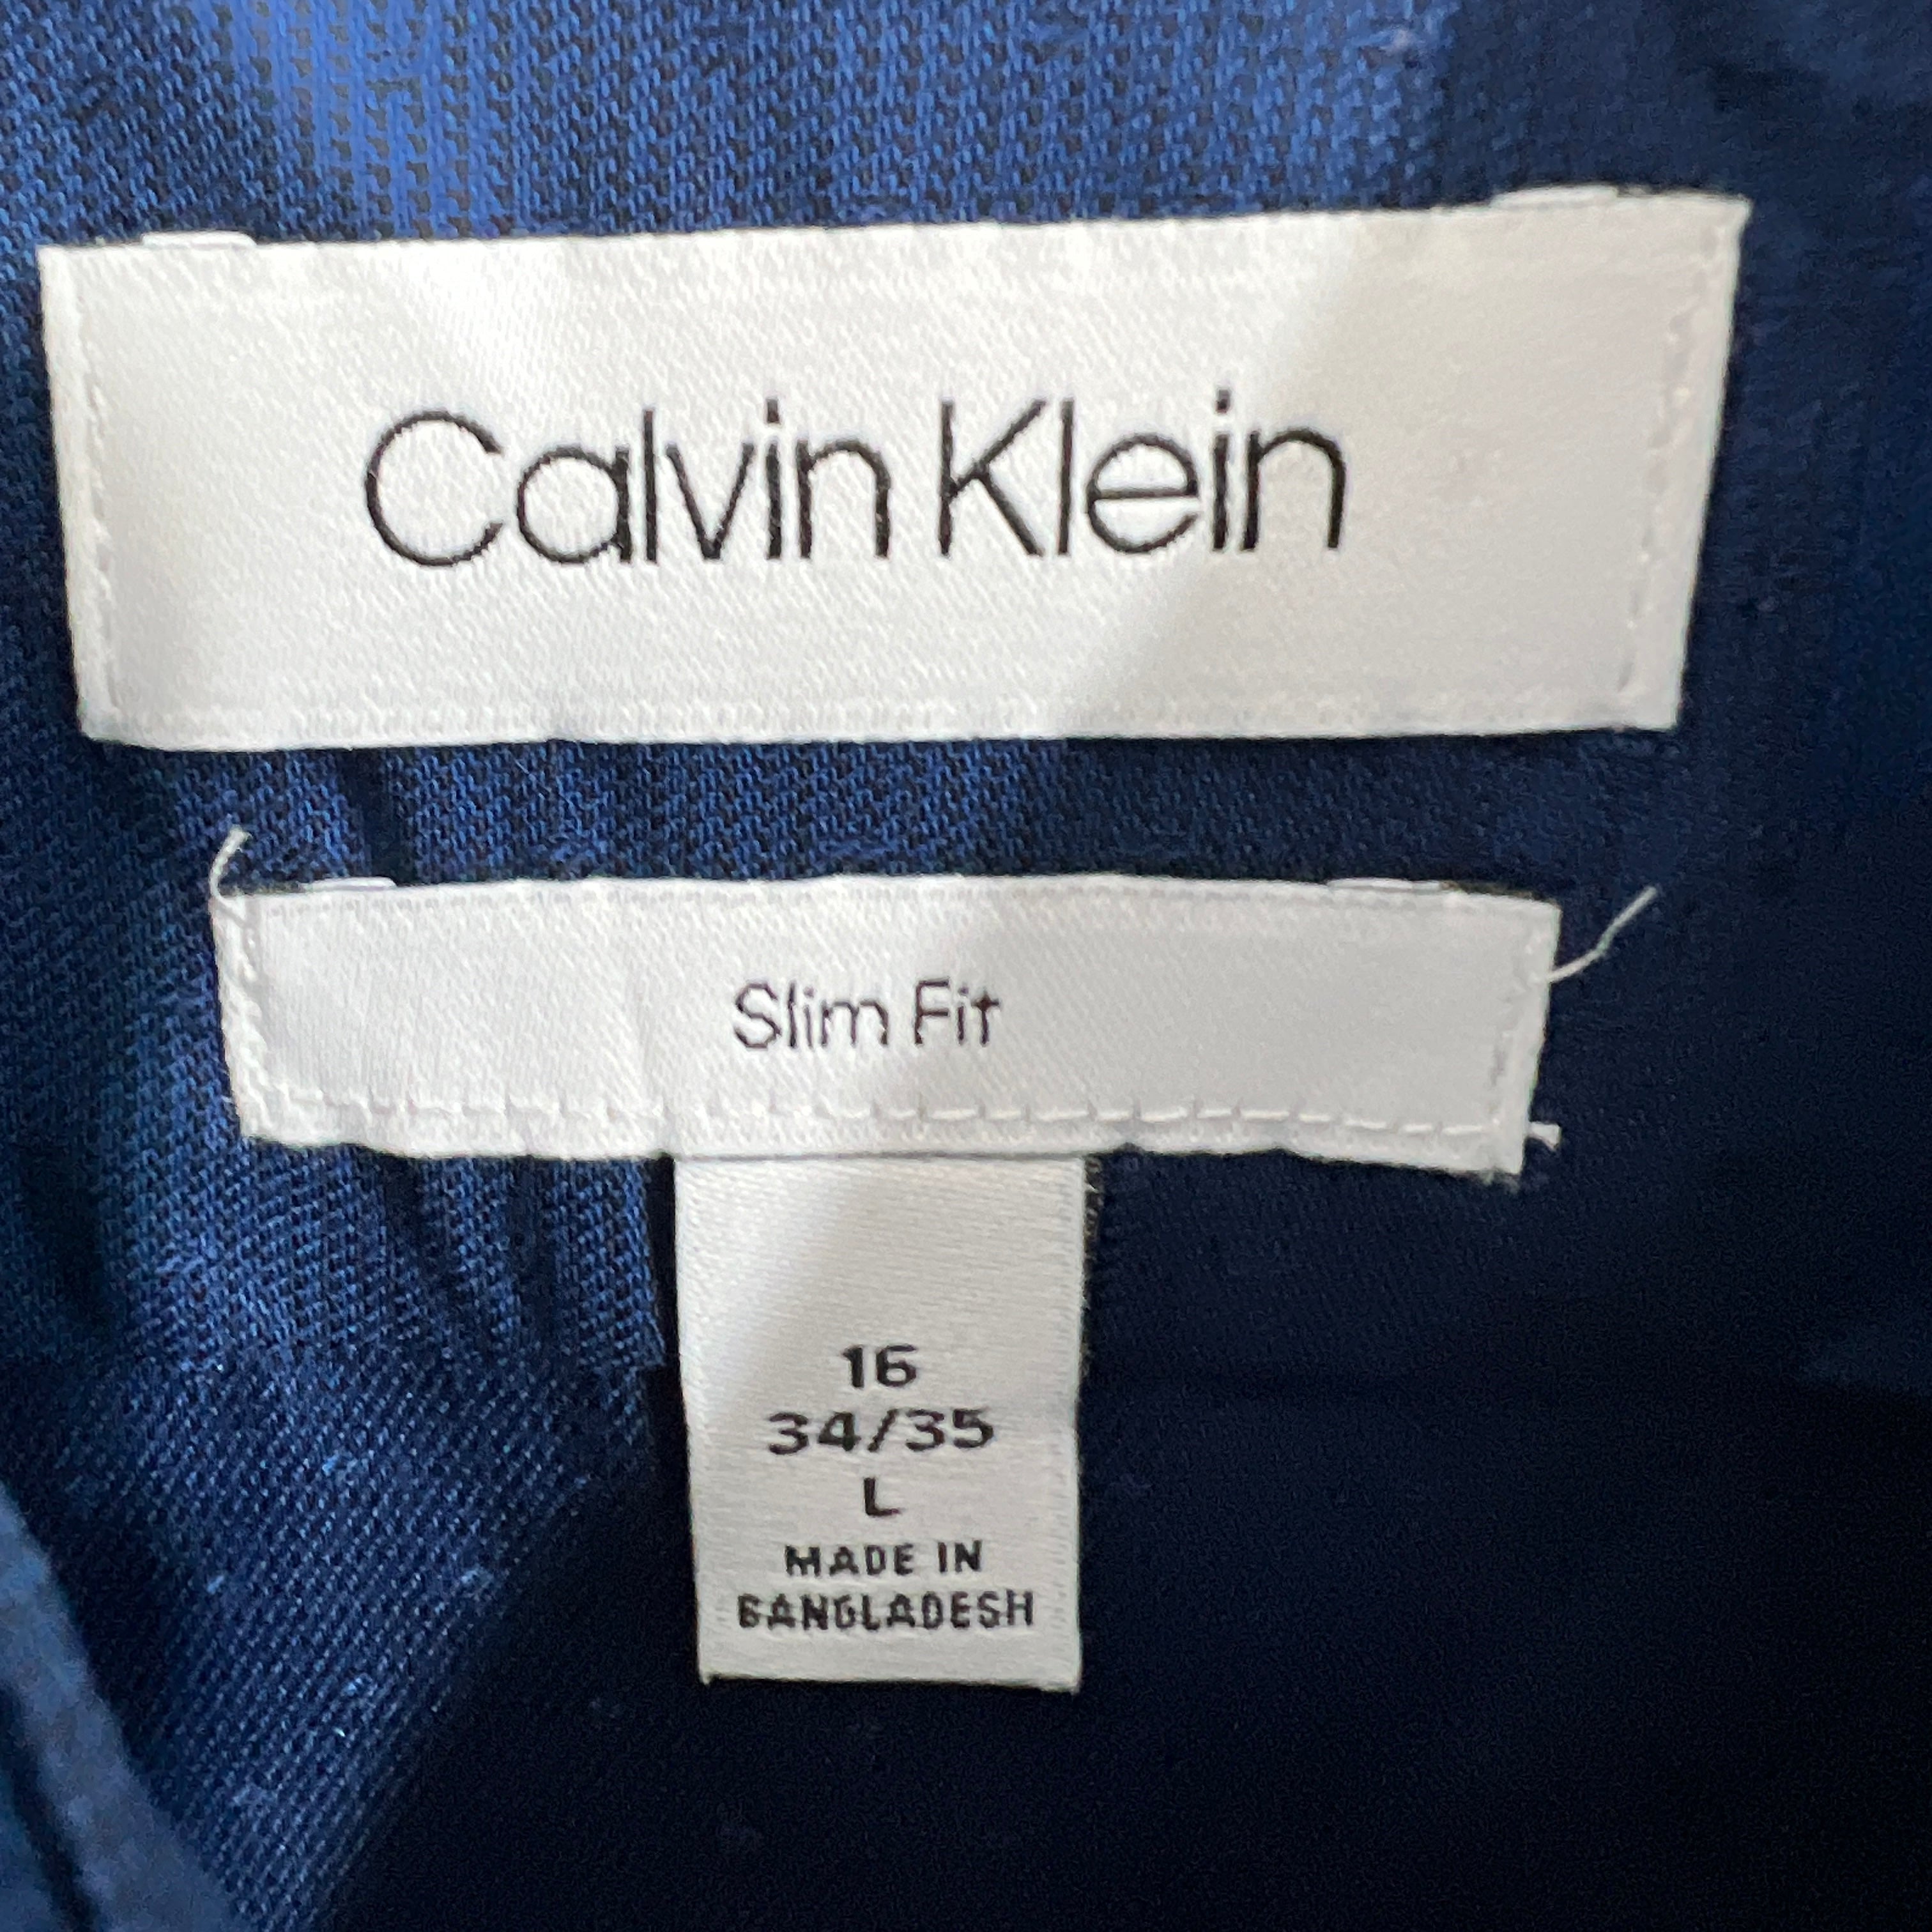 Calvin Klein
Slim Fit
16
34/35
L
MADE IN
BANGLADESH